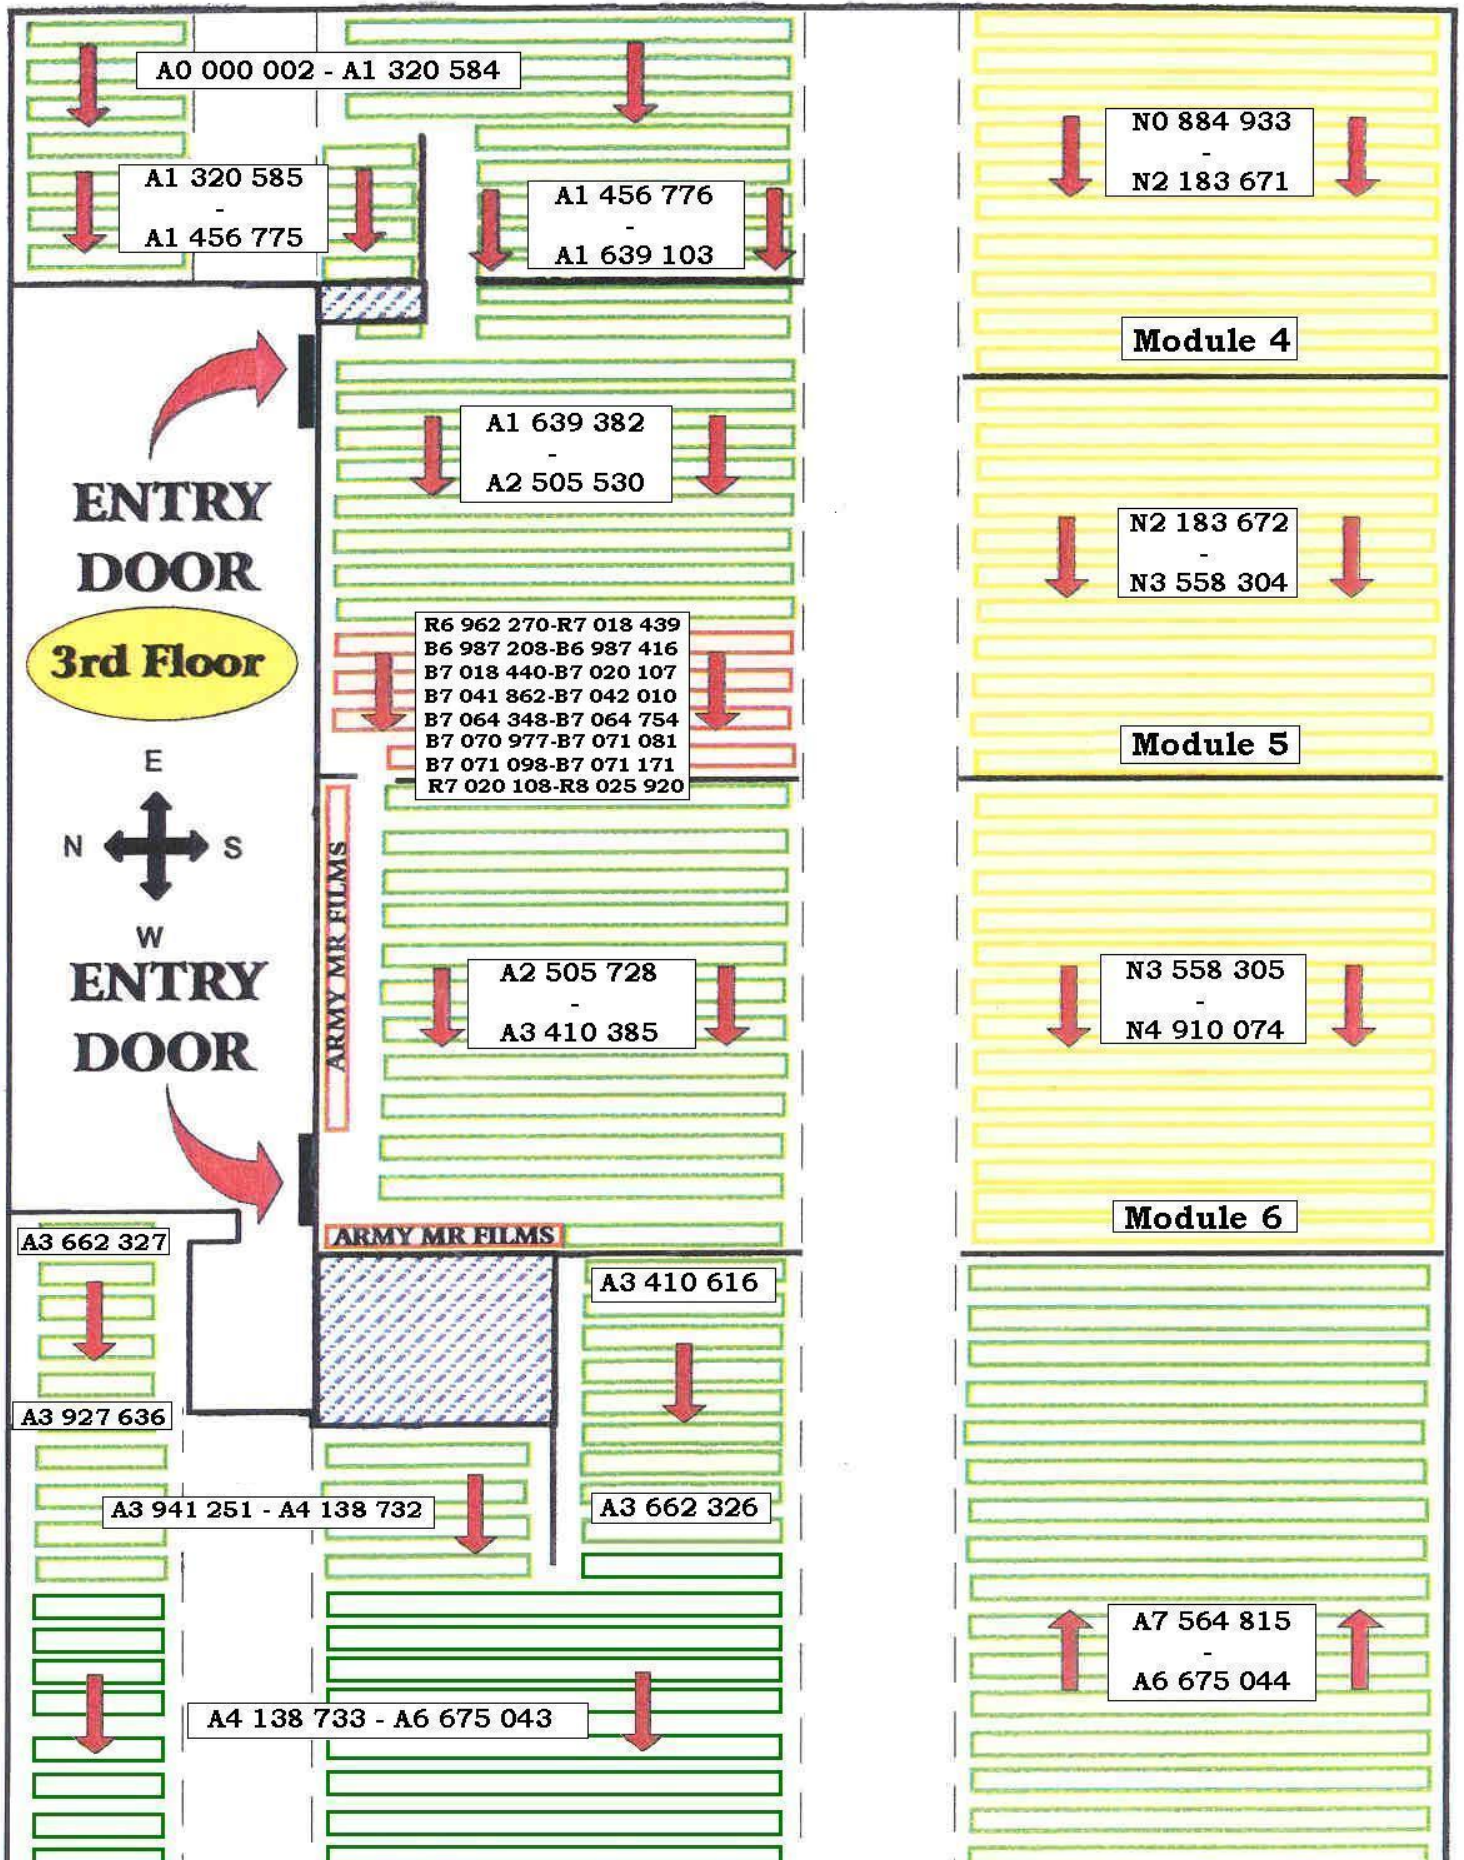 A0 000 002 - A1 320 584
A1 320 585
-
A1 456 775
A1 456 776
-
A1 639 103
N0 884 933
-
N2 183 671
Module 4
ENTRY
DOOR
3rd Floor
A1 639 382
-
A2 505 530
N2 183 672
-
N3 558 304
R6 962 270-R7 018 439
B6 987 208-B6 987 416
B7 018 440-B7 020 107
B7 041 862-B7 042 010
B7 064 348-B7 064 754
B7 070 977-B7 071 081
B7 071 098-B7 071 171
R7 020 108-R8 025 920
Module 5
E
N S
W
ENTRY
DOOR
ARMY MR FILMS
A2 505 728
-
A3 410 385
N3 558 305
-
N4 910 074
Module 6
ARMY MR FILMS
A3 662 327
A3 927 636
A3 410 616
A3 662 326
A3 941 251 - A4 138 732
A4 138 733 - A6 675 043
A7 564 815
-
A6 675 044